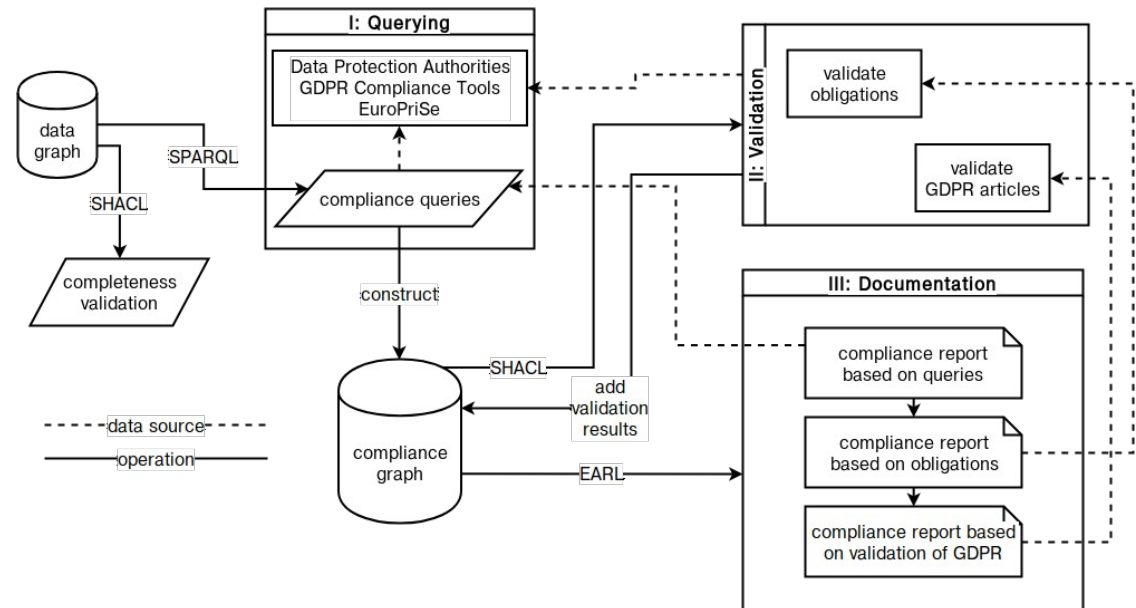 I: Querying
Data Protection Authorities
GDPR Compliance Tools
EuroPriSe
compliance queries
data
graph
SPARQL
SHACL
completeness
validation
construct
II: Validation
validate
obligations
validate
GDPR articles
III: Documentation
compliance report
based on queries
compliance report
based on obligations
compliance report based
on validation of GDPR
SHACL
add
validation
results
compliance
graph
EARL
data source
operation